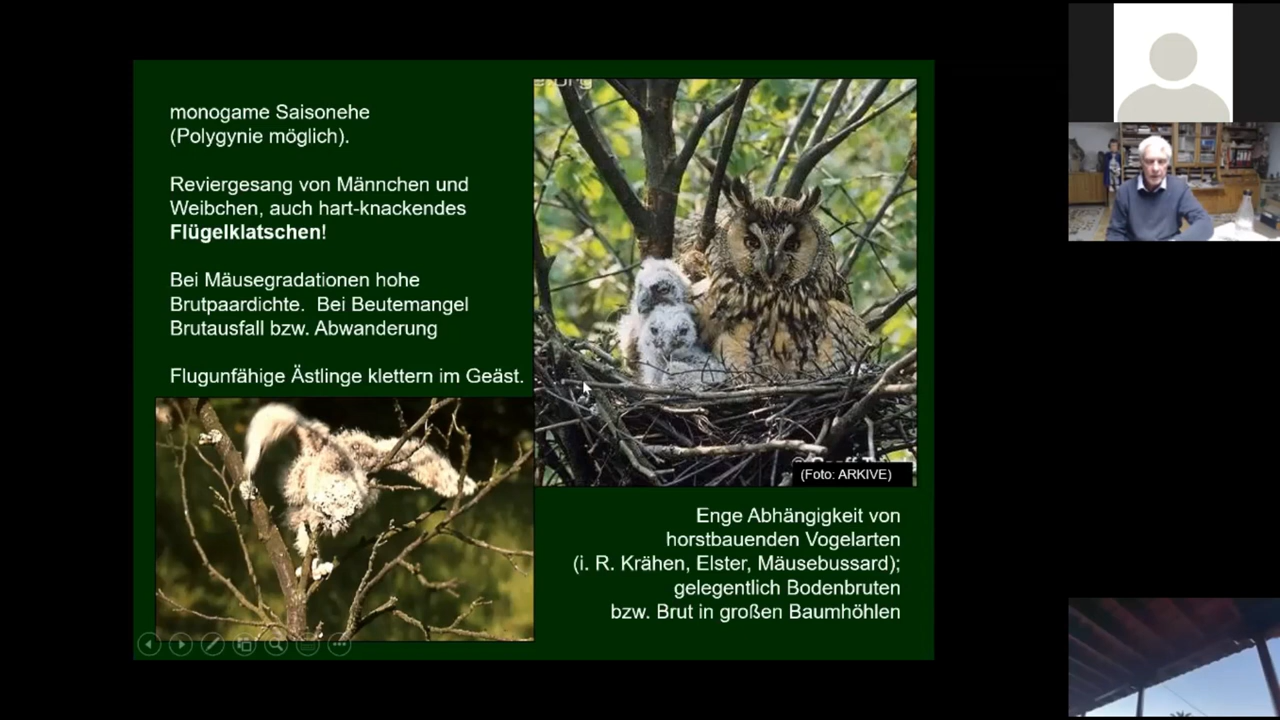 monogame Saisonehe
(Polygynie möglich).
Reviergesang von Männchen und
Weibchen, auch hart-knackendes
Flügelklatschen!
Bei Mäusegradationen hohe
Brutpaardichte.  Bei Beutemangel
Brutausfall bzw. Abwanderung
Flugunfähige Ästlinge klettern im Geäst.
(Foto: ARKIVE)
Enge Abhängigkeit von
horstbauenden Vogelarten
(i. R. Krähen, Elster, Mäusebussard);
gelegentlich Bodenbruten
bzw. Brut in großen Baumhöhlen